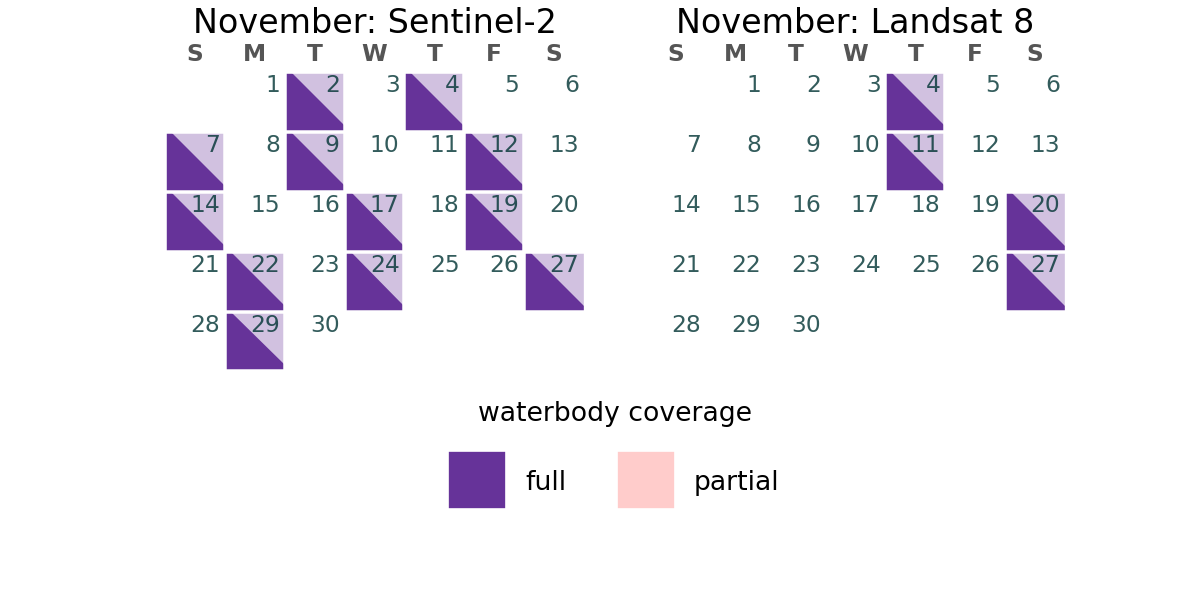 November: Sentinel-2
S M T W T F S
1 2 3 4 5 6
7 8 9 10 11 12 13
14 15 16 17 18 19 20
21 22 23 24 25 26 27
28 29 30
November: Landsat 8
S M T W T F S
1 2 3 4 5 6
7 8 9 10 11 12 13
14 15 16 17 18 19 20
21 22 23 24 25 26 27
28 29 30
waterbody coverage
full partial